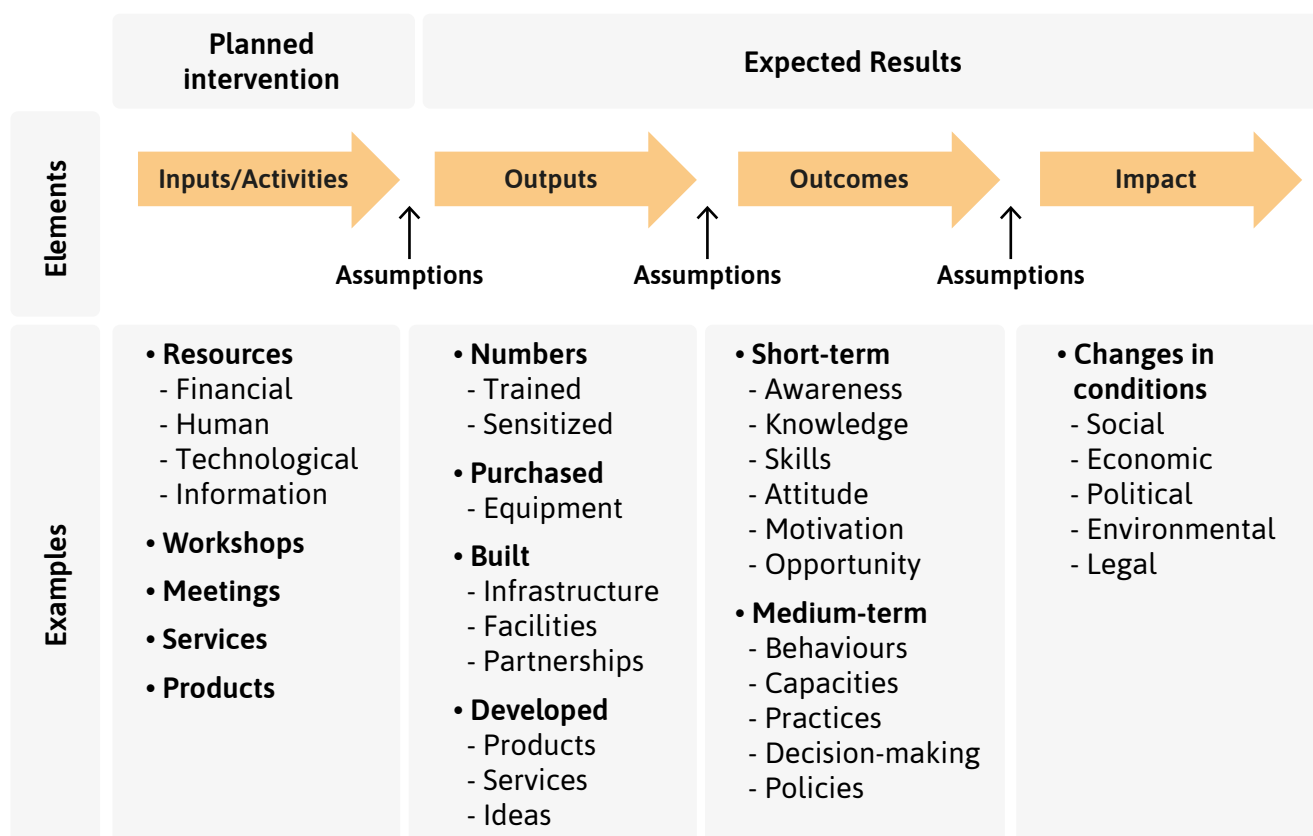 Planned
intervention
Expected Results
Elements
Inputs/Activities
Outputs
Outcomes
Impact
Assumptions
Assumptions
Assumptions
Examples
• Resources
- Financial
- Human
- Technological
- Information
• Workshops
• Meetings
• Services
• Products
• Numbers
- Trained
- Sensitized
• Purchased
- Equipment
• Built
- Infrastructure
- Facilities
- Partnerships
• Developed
- Products
- Services
- Ideas
• Short-term
- Awareness
- Knowledge
- Skills
- Attitude
- Motivation
- Opportunity
• Medium-term
- Behaviours
- Capacities
- Practices
- Decision-making
- Policies
• Changes in
conditions
- Social
- Economic
- Political
- Environmental
- Legal